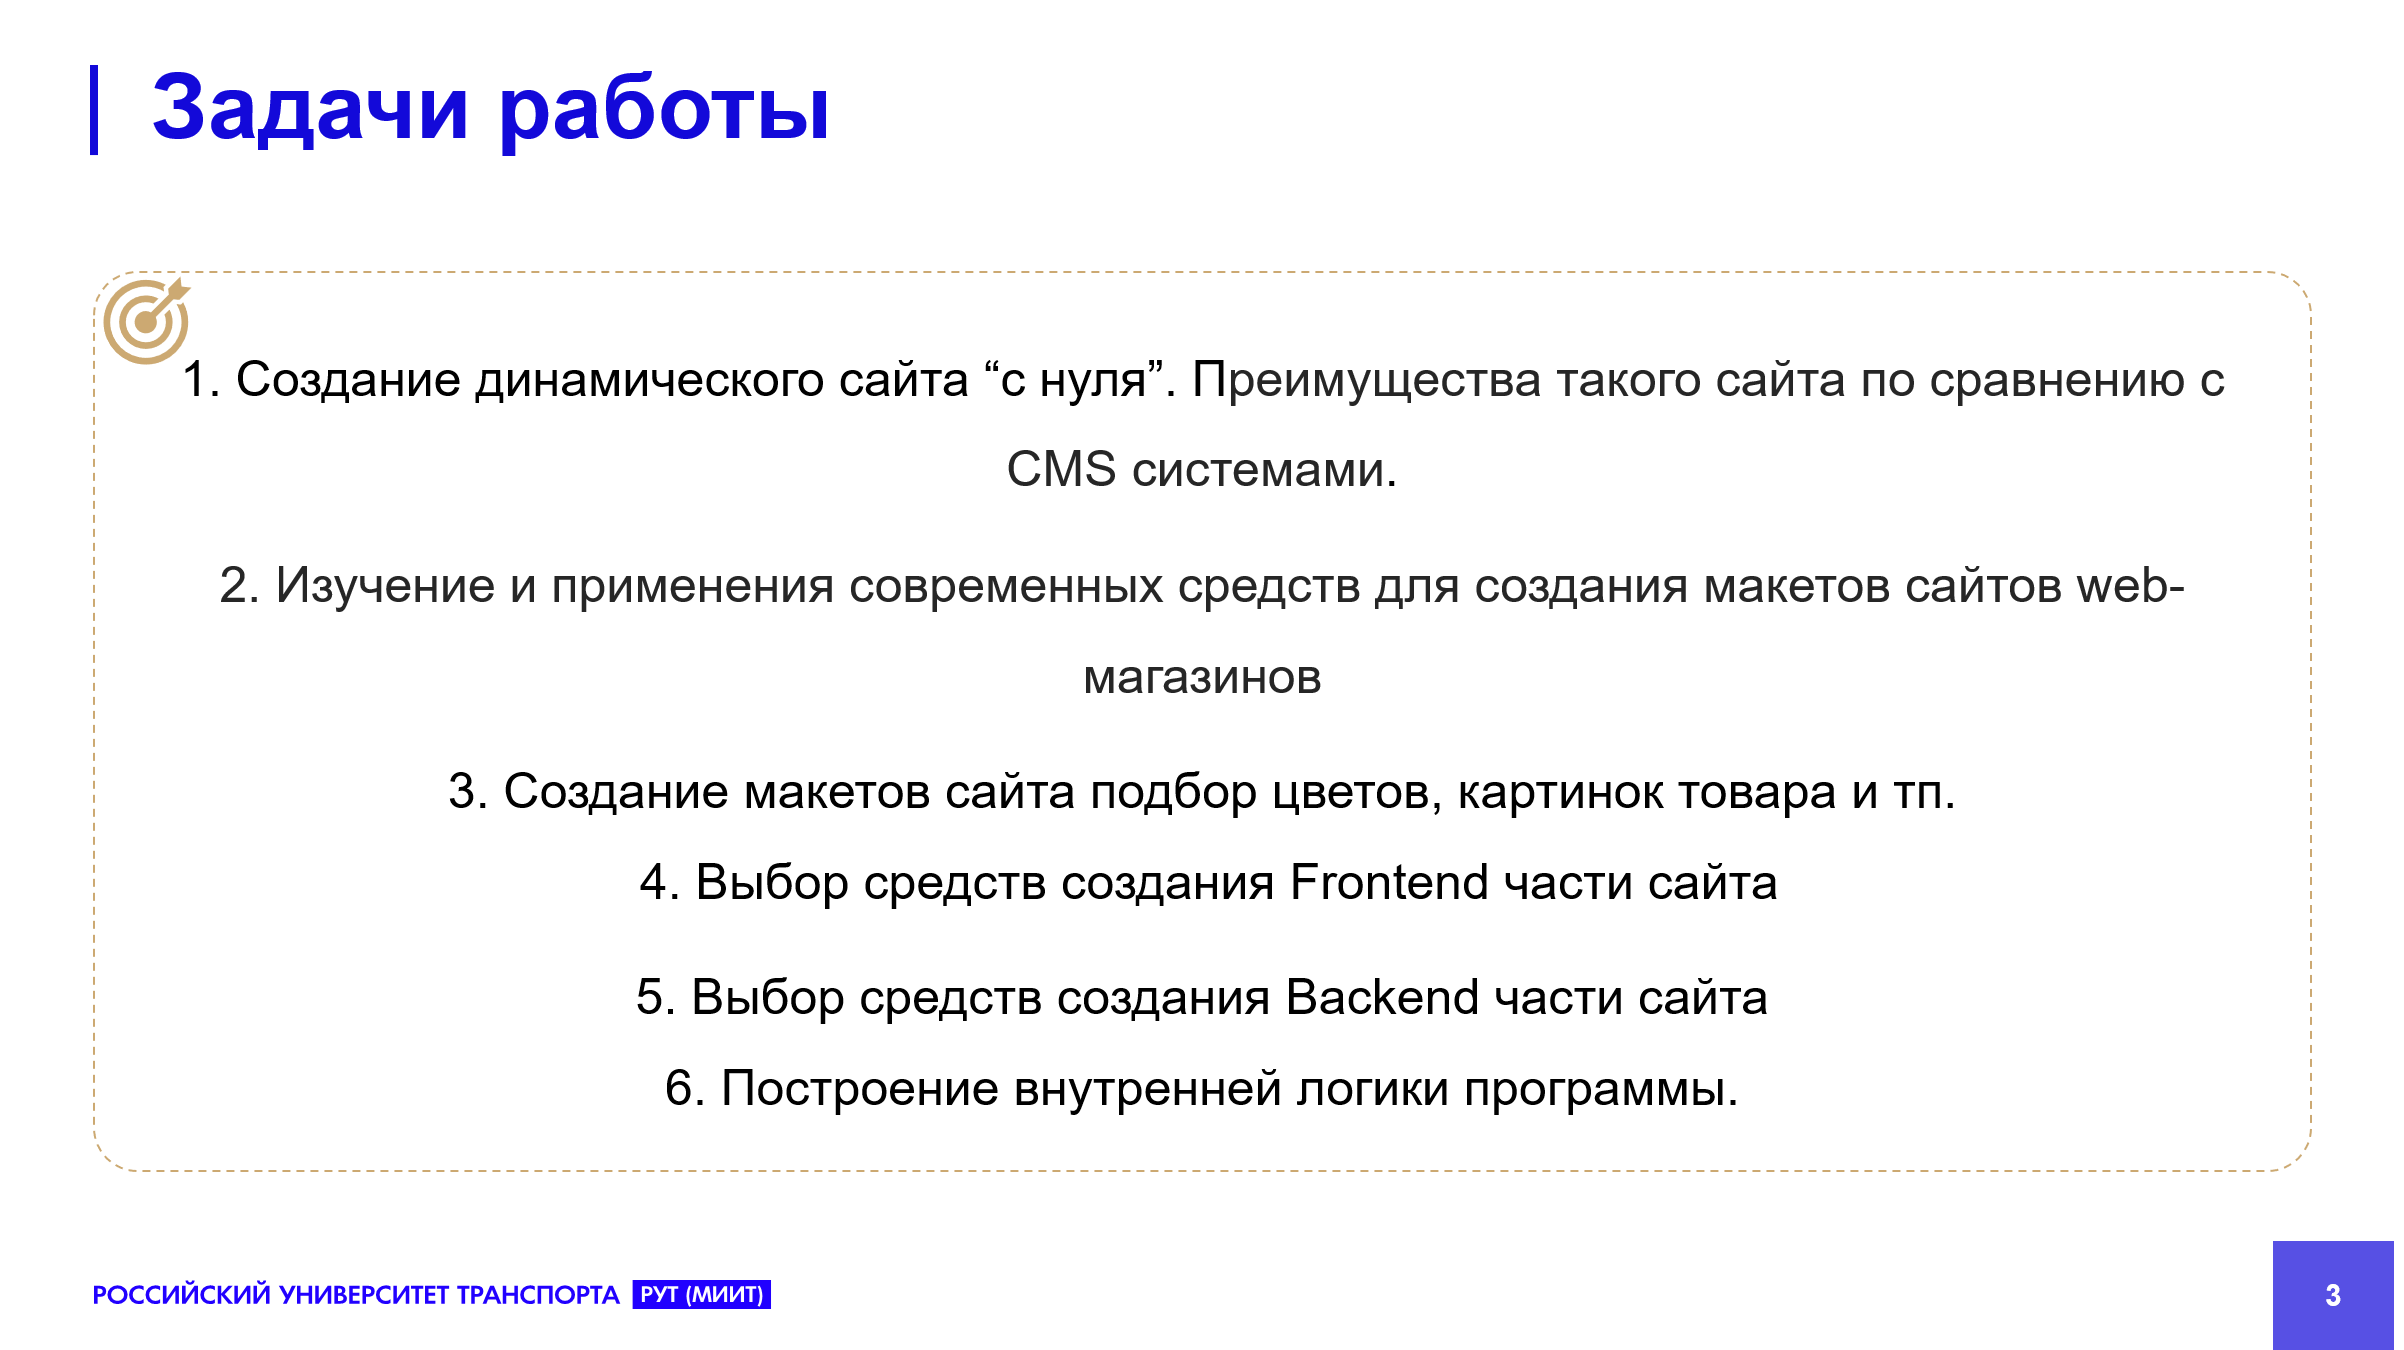 Задачи работы
1. Создание динамического сайта “с нуля”. Преимущества такого сайта по сравнению с
CMS системами.
2. Изучение и применения современных средств для создания макетов сайтов web-
магазинов
3. Создание макетов сайта подбор цветов, картинок товара и тп.
4. Выбор средств создания Frontend части сайта
5. Выбор средств создания Backend части сайта
6. Построение внутренней логики программы.
РОССИЙСКИЙ УНИВЕРСИТЕТ ТРАНСПОРТА РУТ (МИИТ)
3